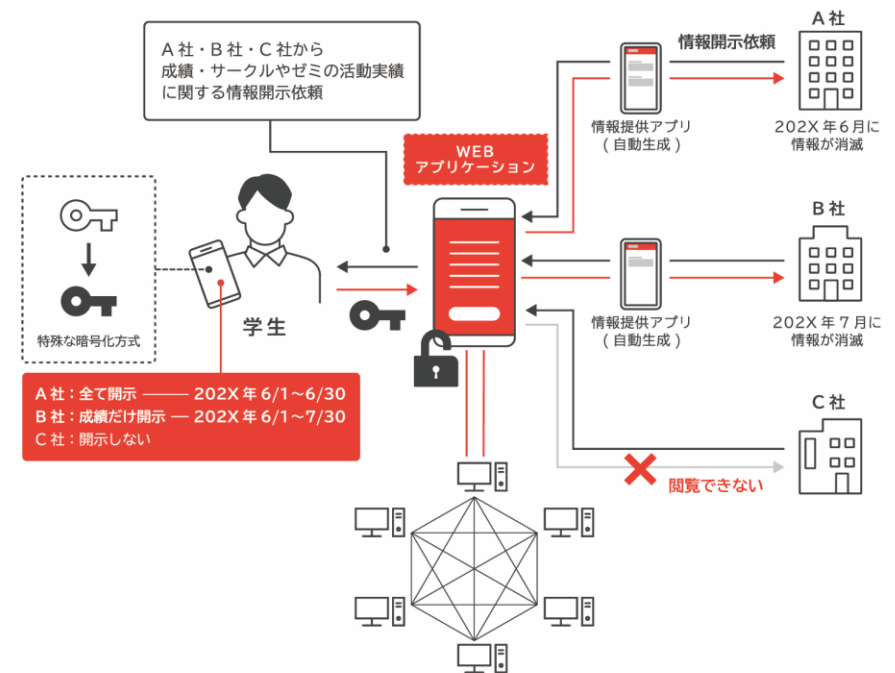 A社・B社・C社から
成績・サークルやゼミの活動実績
に関する情報開示依頼
情報開示依頼
A社
情報提供アプリ
(自動生成)
202X年6月に
情報が消滅
WEB
アプリケーション
B社
特殊な暗号化方式
学生
情報提供アプリ
(自動生成)
202X年7月に
情報が消滅
A社：全て開示 ─── 202X年6/1〜6/30
B社：成績だけ開示 ─ 202X年6/1〜7/30
C社：開示しない
C社
閲覧できない